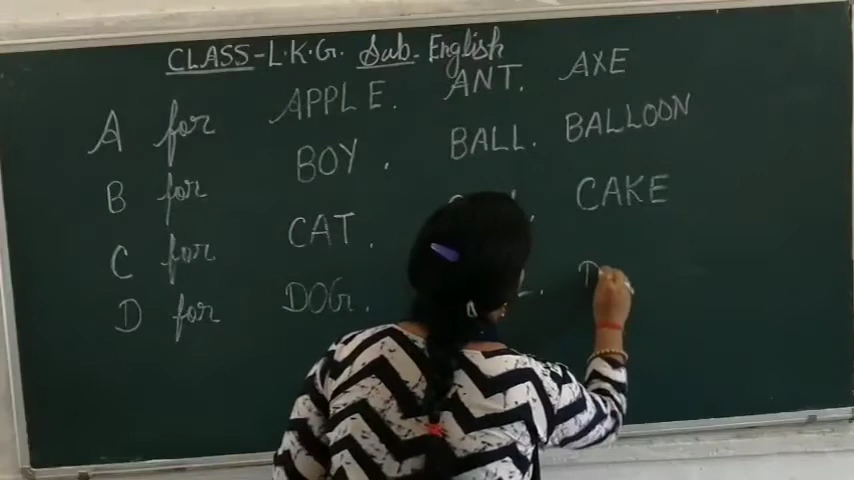 CLASS-L.K.G. Sub. English
A for APPLE. ANT. AXE
B for BOY. BALL. BALLOON
C for CAT. CAKE
D for DOG. D